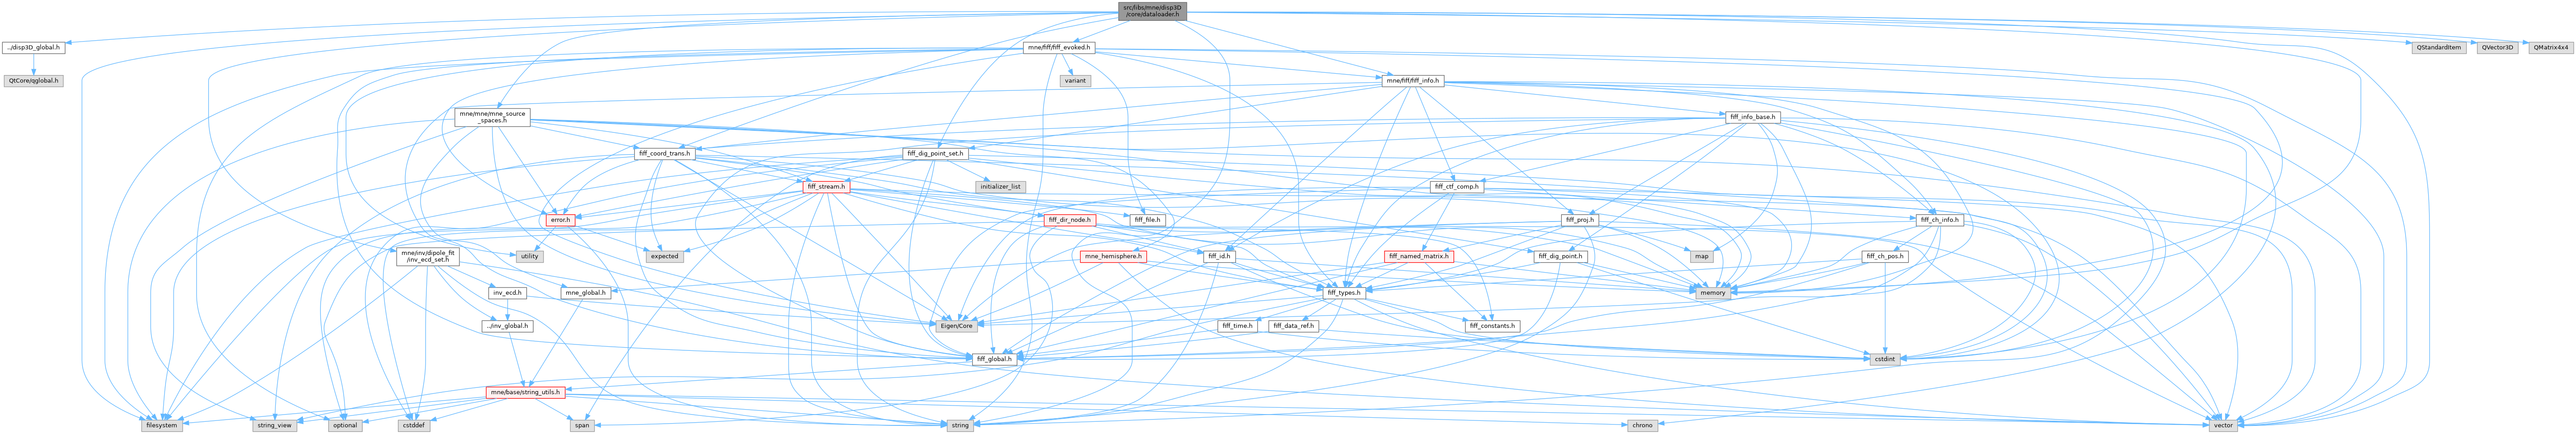 src/libs/mne/disp3D
/core/dataloader.h
../disp3D_global.h
mne/fiff/fiff_evoked.h
QStandardItem
QVector3D
QMatrix4x4
QtCore/qglobal.h
variant
mne/fiff/fiff_info.h
mne/mne/mne_source
_spaces.h
fiff_info_base.h
fiff_coord_trans.h
fiff_dig_point_set.h
fiff_stream.h
initializer_list
fiff_ctf_comp.h
error.h
fiff_dir_node.h
fiff_file.h
fiff_proj.h
fiff_ch_info.h
mne/inv/dipole_fit
/inv_ecd_set.h
utility
expected
mne_hemisphere.h
fiff_id.h
fiff_named_matrix.h
fiff_dig_point.h
map
fiff_ch_pos.h
inv_ecd.h
mne_global.h
fiff_types.h
memory
../inv_global.h
Eigen/Core
fiff_time.h
fiff_data_ref.h
fiff_constants.h
fiff_global.h
cstdint
mne/base/string_utils.h
filesystem
string_view
optional
cstddef
span
string
chrono
vector